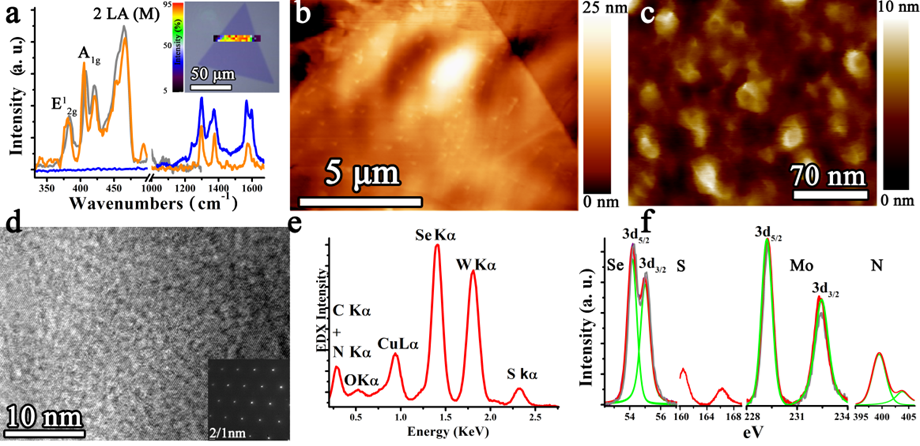 a
2 LA (M)
A1g
E¹2g
Intensity (a. u.)
350 400 450 1000 1200 1400 1600
Wavenumbers (cm⁻¹)
95
50
5
Intensity (%)
50 μm
b
5 μm
25 nm
0 nm
c
70 nm
10 nm
0 nm
d
10 nm
2/1nm
e
EDX Intensity
C Kα
+
N Kα
OKα
CuLα
Se Kα
W Kα
S kα
0.5 1.0 1.5 2.0 2.5
Energy (KeV)
f
Intensity (a. u.)
Se
3d5/2
3d3/2
S
3d5/2
Mo
3d3/2
N
54 56 160 164 168 228 231 234 395 400 405
eV